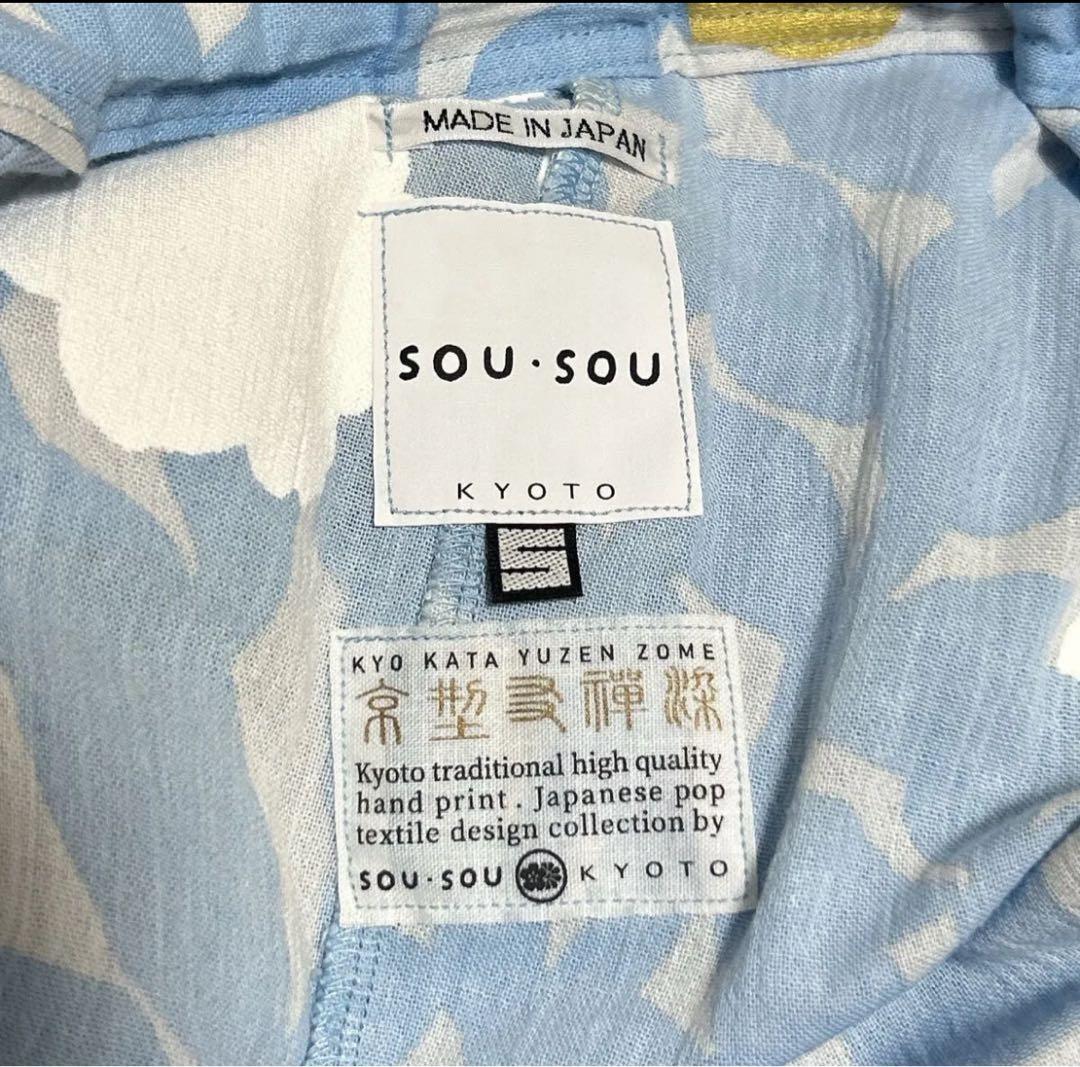 MADE IN JAPAN
SOU・SOU
KYOTO
S
KYO KATA YUZEN ZOME
京型友禅染
Kyoto traditional high quality
hand print . Japanese pop
textile design collection by
SOU・SOU KYOTO